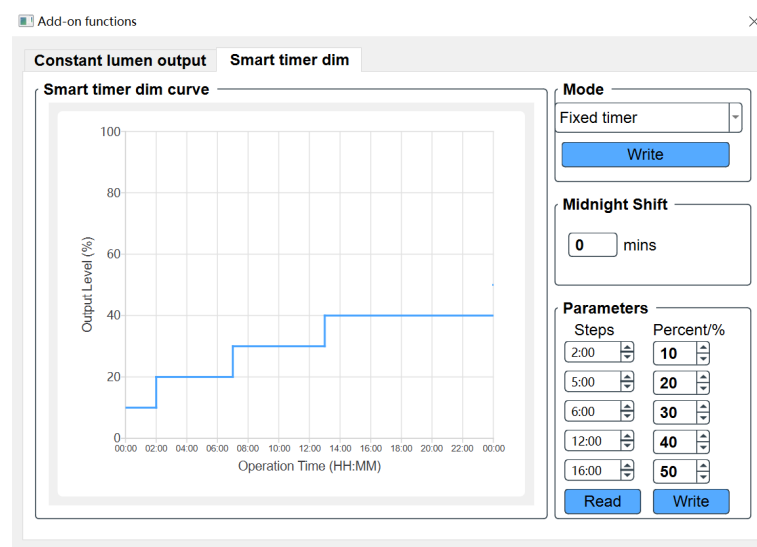 Add-on functions
Constant lumen output Smart timer dim
Smart timer dim curve
100
80
60
40
20
0
Output Level (%)
00:00 02:00 04:00 06:00 08:00 10:00 12:00 14:00 16:00 18:00 20:00 22:00 00:00
Operation Time (HH:MM)
Mode
Fixed timer
Write
Midnight Shift
0 mins
Parameters
Steps Percent/%
2:00 10
5:00 20
6:00 30
12:00 40
16:00 50
Read Write